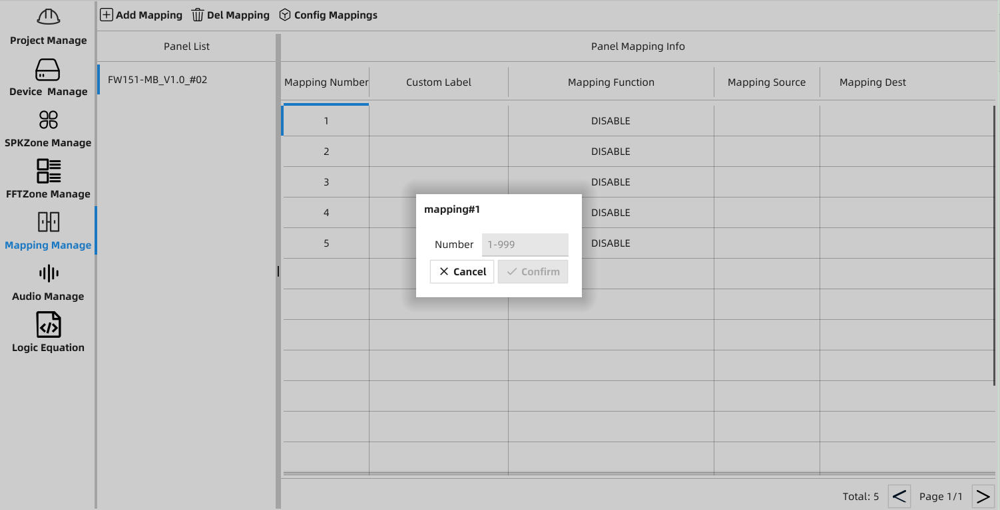 Add Mapping Del Mapping Config Mappings
Project Manage
Device Manage
SPKZone Manage
FFTZone Manage
Mapping Manage
Audio Manage
Logic Equation
Panel List
FW151-MB_V1.0_#02
Panel Mapping Info
Mapping Number Custom Label Mapping Function Mapping Source Mapping Dest
1 DISABLE
2 DISABLE
3 DISABLE
4 DISABLE
5 DISABLE
mapping#1
Number 1-999
Cancel Confirm
Total: 5 Page 1/1